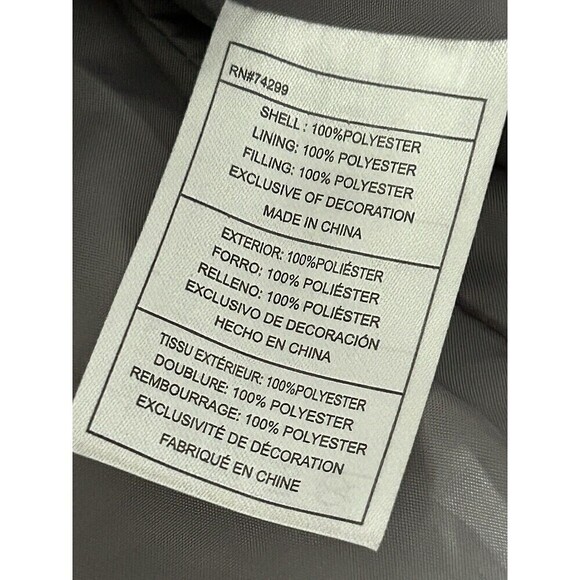 RN#74299
SHELL : 100%POLYESTER
LINING: 100% POLYESTER
FILLING: 100% POLYESTER
EXCLUSIVE OF DECORATION
MADE IN CHINA
EXTERIOR: 100%POLIÉSTER
FORRO: 100% POLIÉSTER
RELLENO: 100% POLIÉSTER
EXCLUSIVO DE DECORACIÓN
HECHO EN CHINA
TISSU EXTÉRIEUR: 100%POLYESTER
DOUBLURE: 100% POLYESTER
REMBOURRAGE: 100% POLYESTER
EXCLUSIVITÉ DE DÉCORATION
FABRIQUÉ EN CHINE